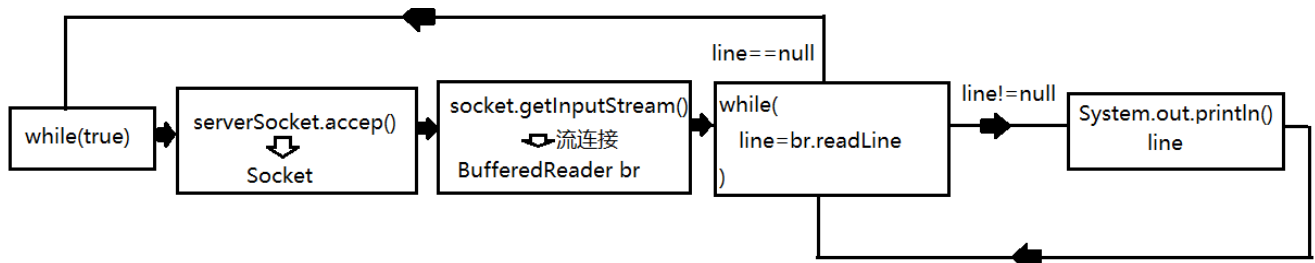 while(true)
serverSocket.accep()
Socket
socket.getInputStream()
流连接
BufferedReader br
line==null
while(
line=br.readLine
)
line!=null
System.out.println()
line